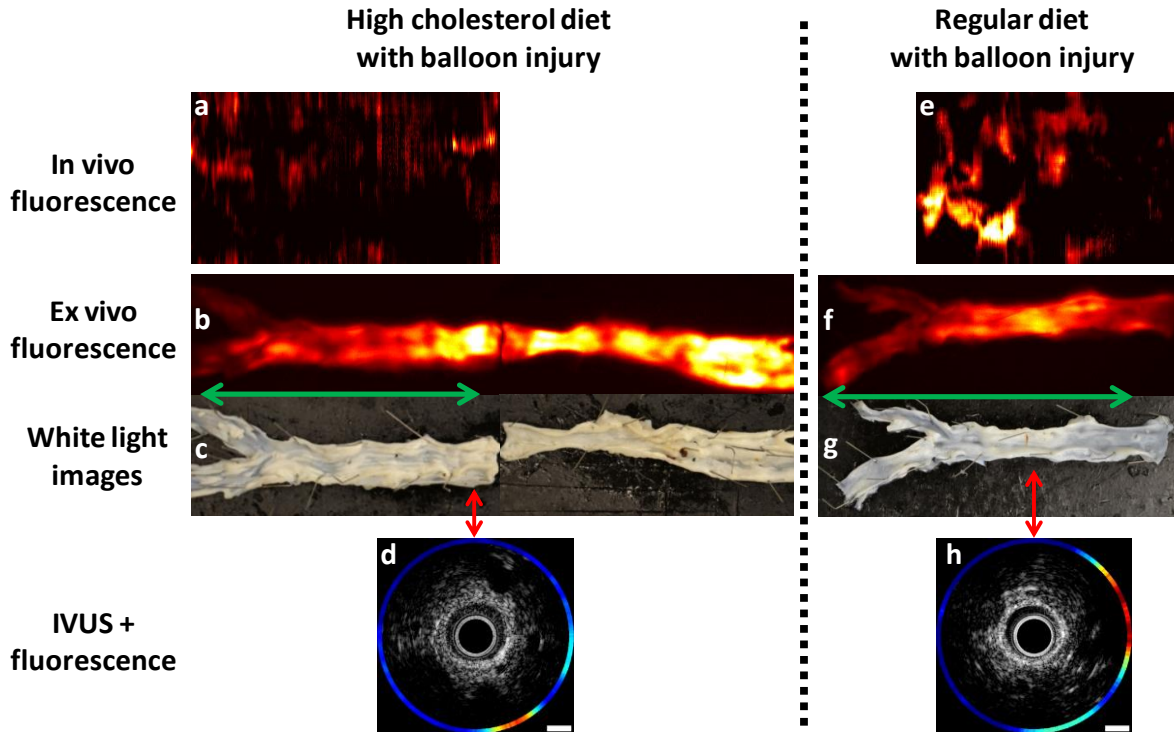 High cholesterol diet
with balloon injury
Regular diet
with balloon injury
a
e
In vivo
fluorescence
Ex vivo
fluorescence
b
f
White light
images
c
g
d
h
IVUS +
fluorescence